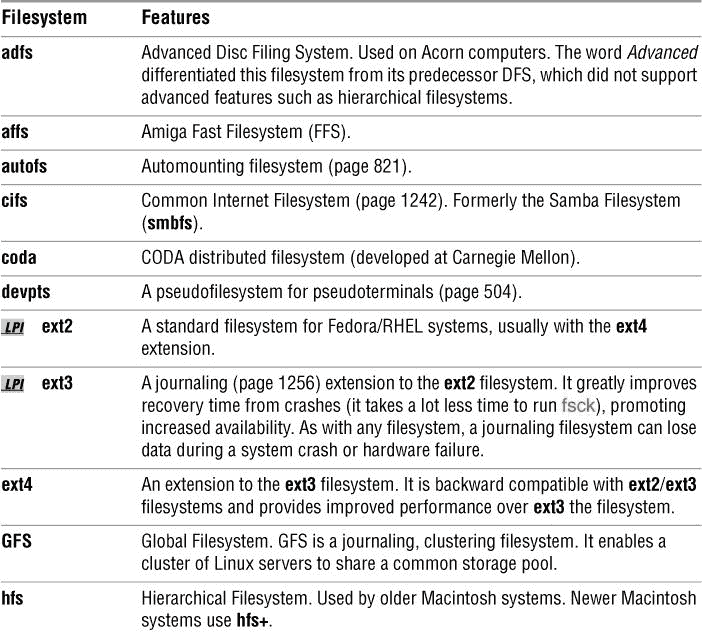 Filesystem Features
adfs Advanced Disc Filing System. Used on Acorn computers. The word Advanced
differentiated this filesystem from its predecessor DFS, which did not support
advanced features such as hierarchical filesystems.
affs Amiga Fast Filesystem (FFS).
autofs Automounting filesystem (page 821).
cifs Common Internet Filesystem (page 1242). Formerly the Samba Filesystem
(smbfs).
coda CODA distributed filesystem (developed at Carnegie Mellon).
devpts A pseudofilesystem for pseudoterminals (page 504).
LPI ext2 A standard filesystem for Fedora/RHEL systems, usually with the ext4
extension.
LPI ext3 A journaling (page 1256) extension to the ext2 filesystem. It greatly improves
recovery time from crashes (it takes a lot less time to run fsck), promoting
increased availability. As with any filesystem, a journaling filesystem can lose
data during a system crash or hardware failure.
ext4 An extension to the ext3 filesystem. It is backward compatible with ext2/ext3
filesystems and provides improved performance over ext3 the filesystem.
GFS Global Filesystem. GFS is a journaling, clustering filesystem. It enables a
cluster of Linux servers to share a common storage pool.
hfs Hierarchical Filesystem. Used by older Macintosh systems. Newer Macintosh
systems use hfs+.